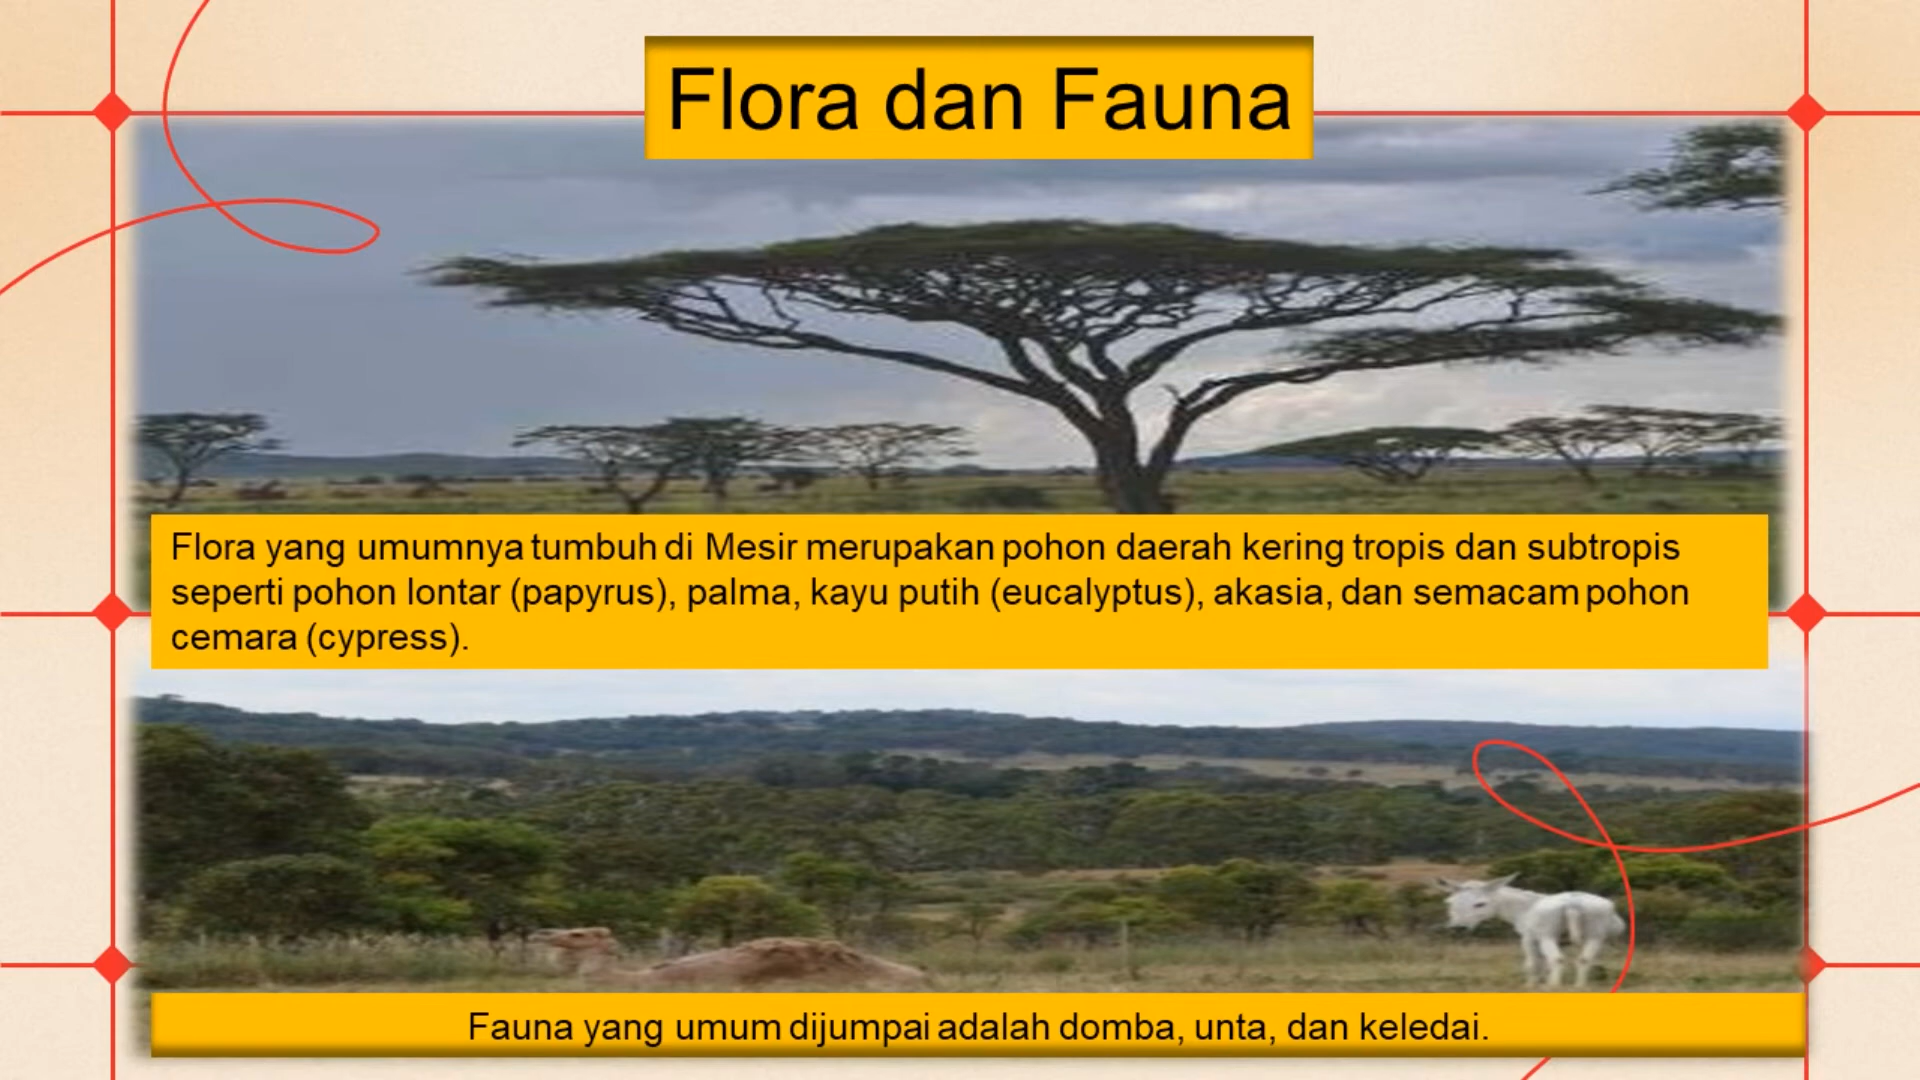 Flora dan Fauna
Flora yang umumnya tumbuh di Mesir merupakan pohon daerah kering tropis dan subtropis
seperti pohon lontar (papyrus), palma, kayu putih (eucalyptus), akasia, dan semacam pohon
cemara (cypress).
Fauna yang umum dijumpai adalah domba, unta, dan keledai.